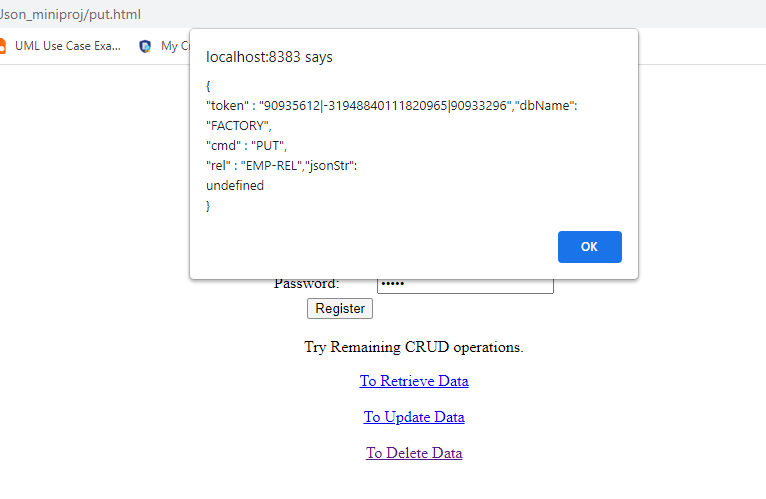 Json_miniproj/put.html
UML Use Case Exa...
My C
localhost:8383 says
{
"token" : "90935612|-31948840111820965|90933296","dbName":
"FACTORY",
"cmd" : "PUT",
"rel" : "EMP-REL","jsonStr":
undefined
}
OK
Password: •••••
Register
Try Remaining CRUD operations.
To Retrieve Data
To Update Data
To Delete Data